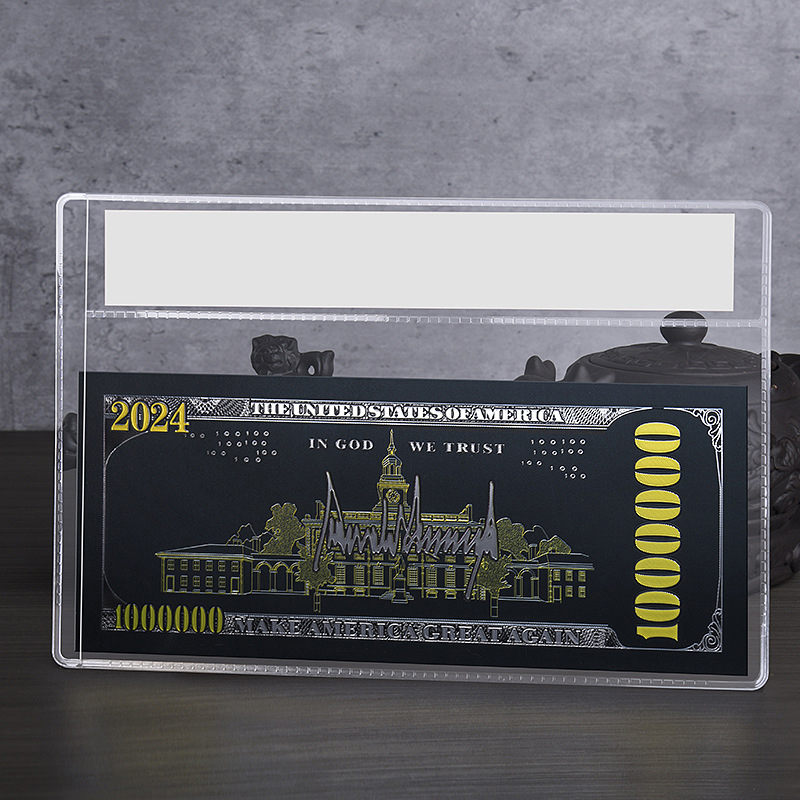 2024
THE UNITED STATES OF AMERICA
IN GOD WE TRUST
1000000
1000000
MAKE AMERICA GREAT AGAIN